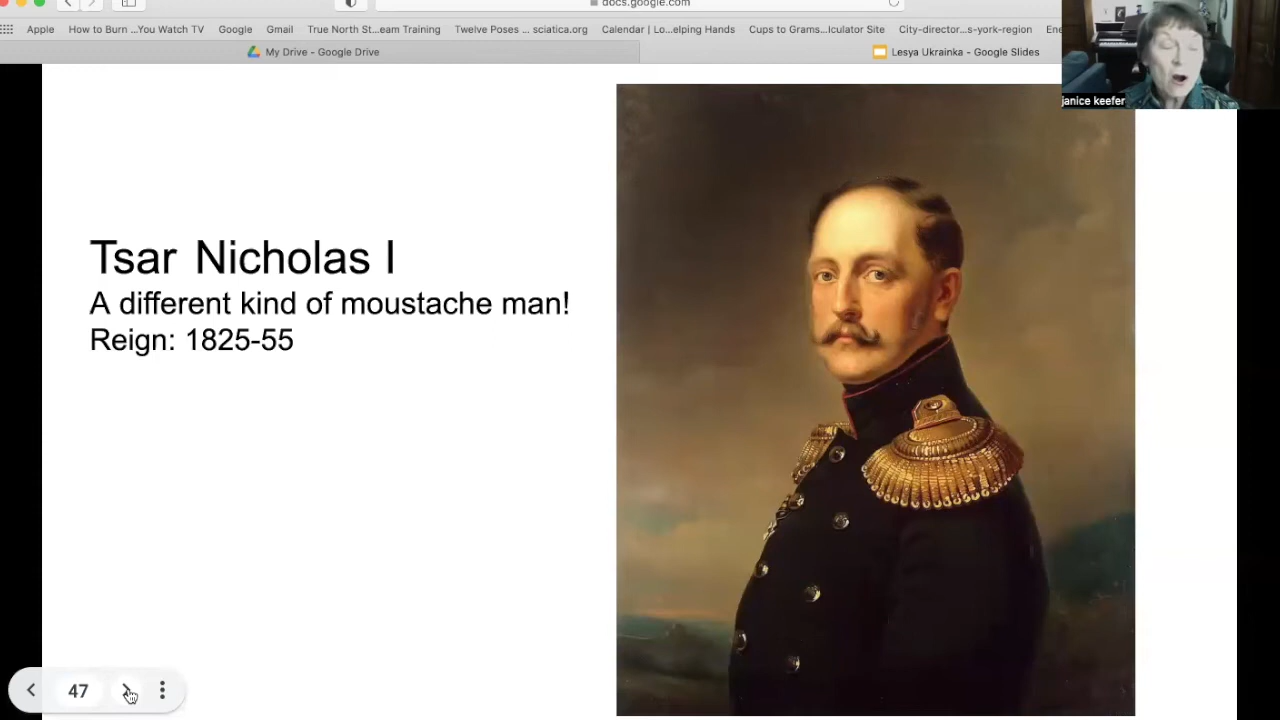 docs.google.com
Apple How to Burn ...You Watch TV Google Gmail True North St...eam Training Twelve Poses ... sciatica.org Calendar | Lo...elping Hands Cups to Grams...lculator Site City-director...s-york-region Ene
My Drive - Google Drive Lesya Ukrainka - Google Slides
janice keefer
Tsar Nicholas I
A different kind of moustache man!
Reign: 1825-55
47